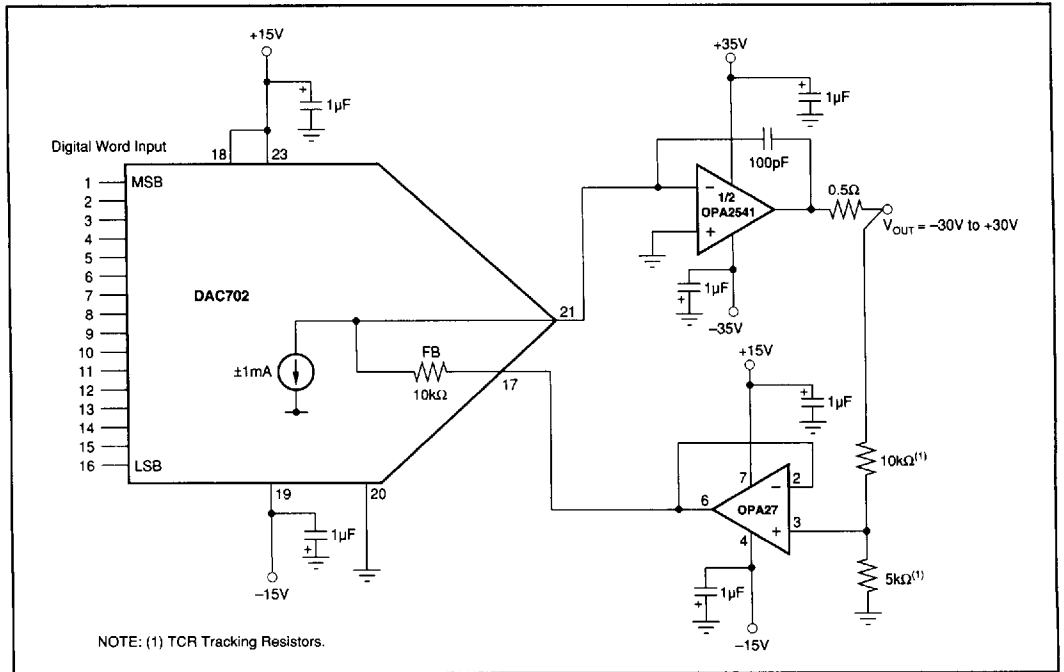 +15V
+
1µF
18
23
Digital Word Input
1
MSB
2
3
4
5
6
7
8
9
10
11
12
13
14
15
16
LSB
DAC702
±1mA
FB
10kΩ
21
17
19
20
1µF
+
–15V
+35V
+
1µF
100pF
–
1/2
OPA2541
+
0.5Ω
V_OUT = –30V to +30V
1µF
+
–35V
+15V
+
1µF
7
2
–
6
OPA27
+
3
4
10kΩ(1)
5kΩ(1)
1µF
+
–15V
NOTE: (1) TCR Tracking Resistors.